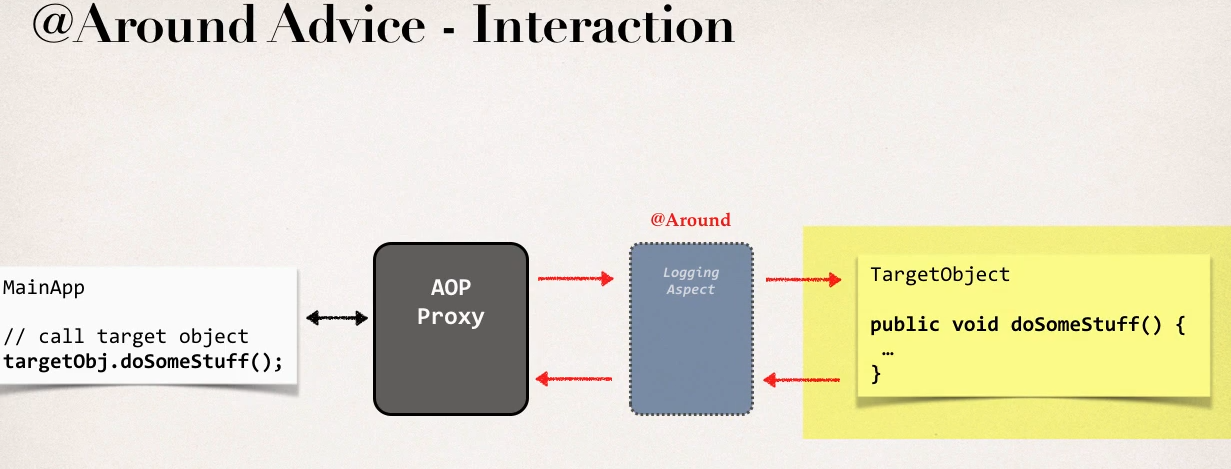 @Around Advice - Interaction
@Around
MainApp
// call target object
targetObj.doSomeStuff();
AOP
Proxy
Logging
Aspect
TargetObject
public void doSomeStuff() {
…
}